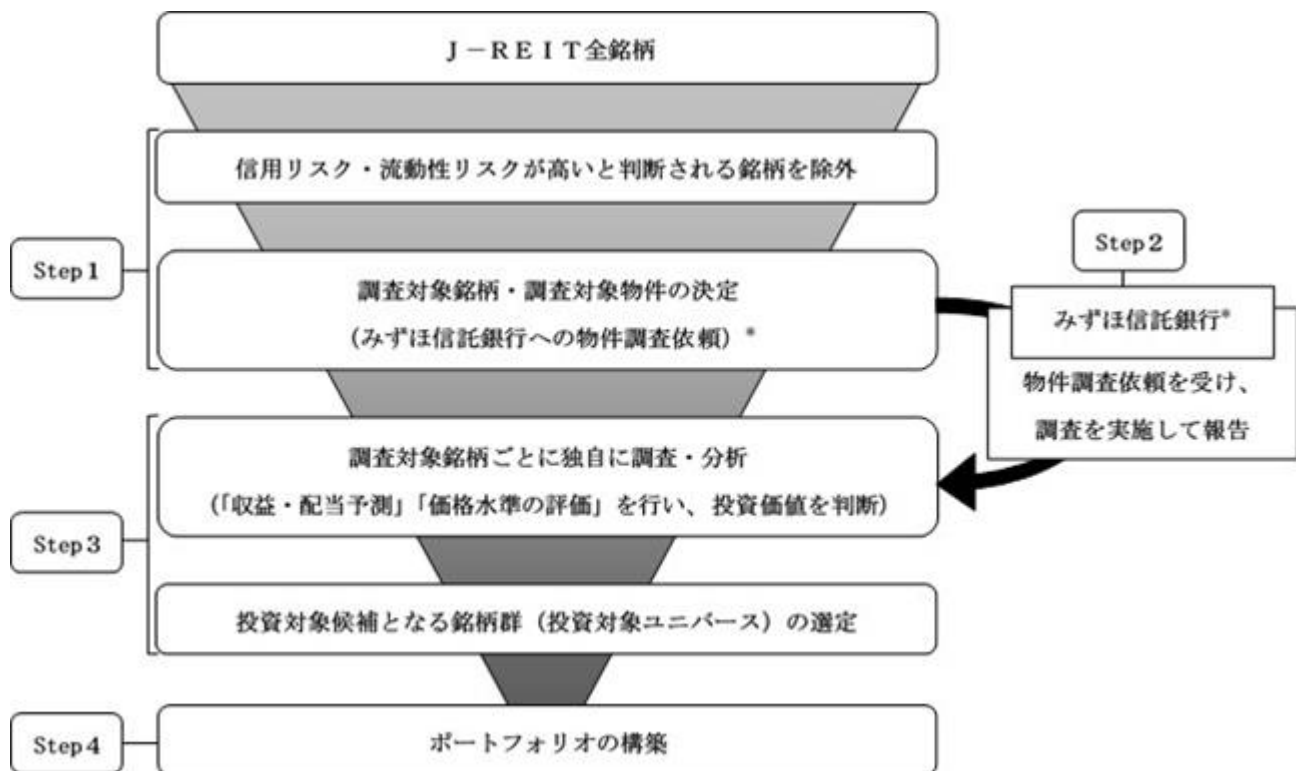 J－REIT全銘柄
信用リスク・流動性リスクが高いと判断される銘柄を除外
Step1
調査対象銘柄・調査対象物件の決定
（みずほ信託銀行への物件調査依頼）*
Step2
みずほ信託銀行*
物件調査依頼を受け、
調査を実施して報告
Step3
調査対象銘柄ごとに独自に調査・分析
（「収益・配当予測」「価格水準の評価」を行い、投資価値を判断）
投資対象候補となる銘柄群（投資対象ユニバース）の選定
Step4
ポートフォリオの構築